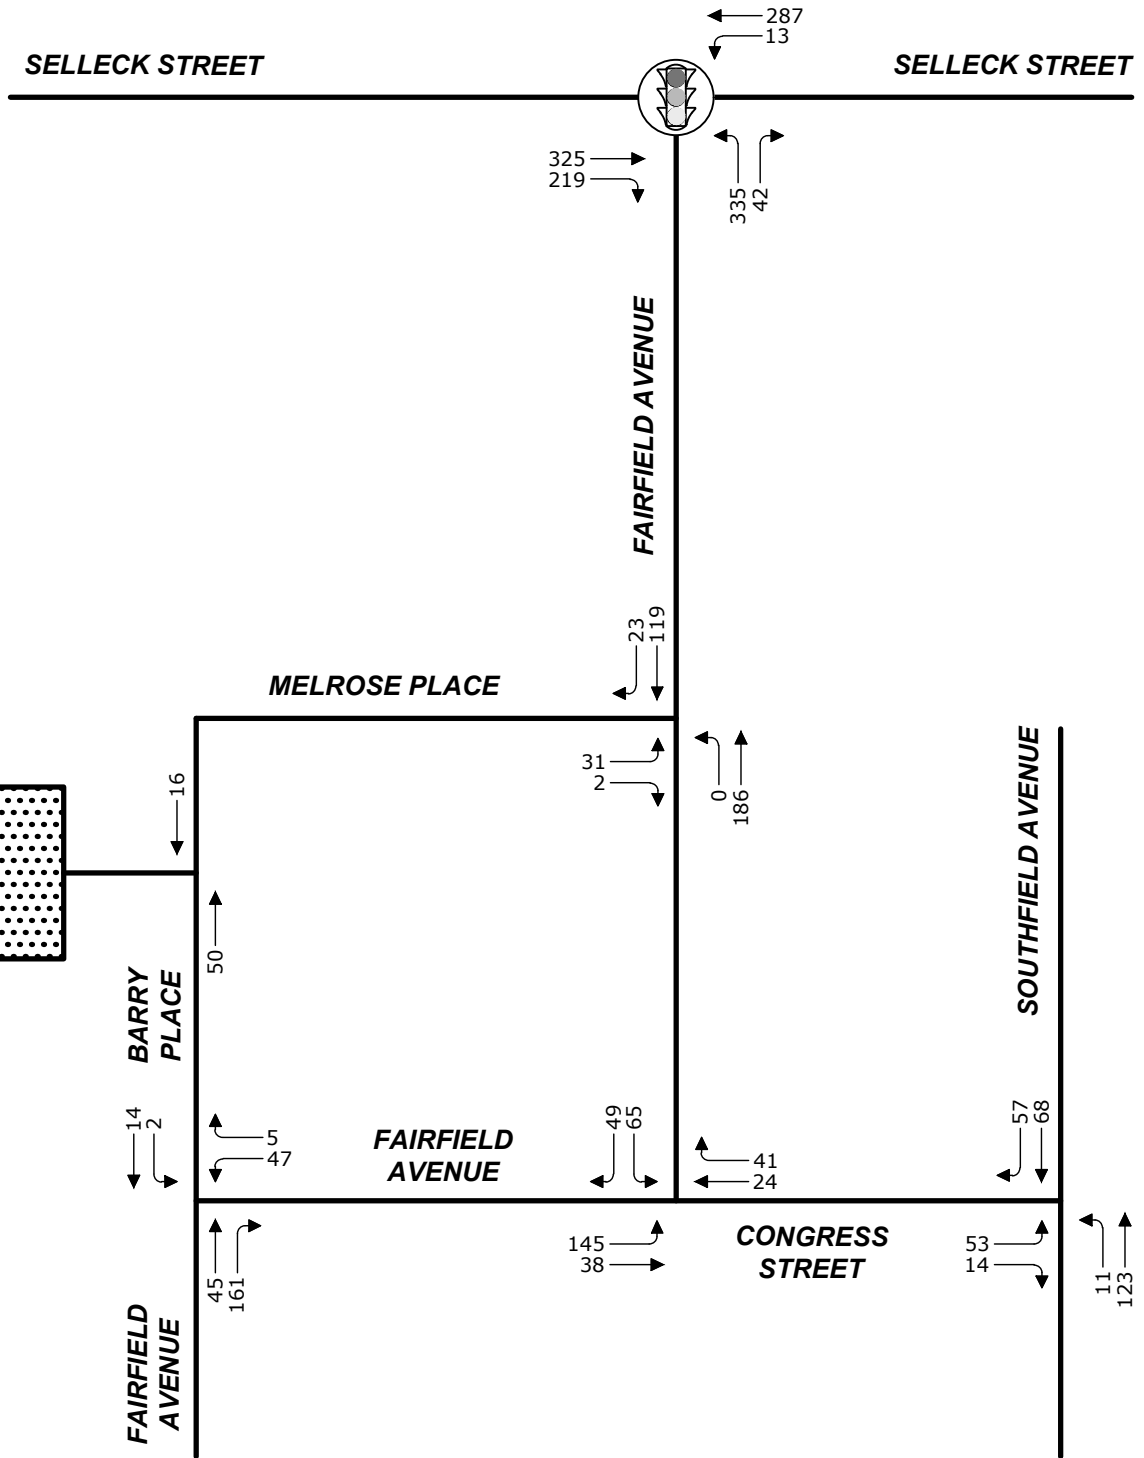 287
13
SELLECK STREET
SELLECK STREET
325
219
335
42
FAIRFIELD AVENUE
23
119
MELROSE PLACE
31
2
0
186
16
SOUTHFIELD AVENUE
50
BARRY
PLACE
14
2
5
47
FAIRFIELD
AVENUE
49
65
41
24
57
68
45
161
145
38
CONGRESS
STREET
53
14
11
123
FAIRFIELD
AVENUE